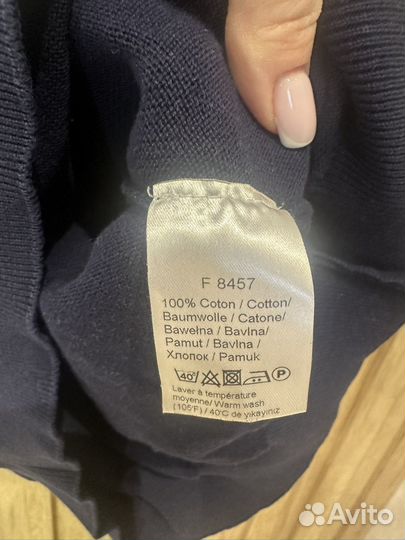 F 8457
100% Coton / Cotton/
Baumwolle / Catone/
Bawełna / Bavlna/
Pamut / Bavlna/
Хлопок / Pamuk
40° P
Laver à température
moyenne/ Warm wash
(105°F) / 40°C de yıkayınız
Avito